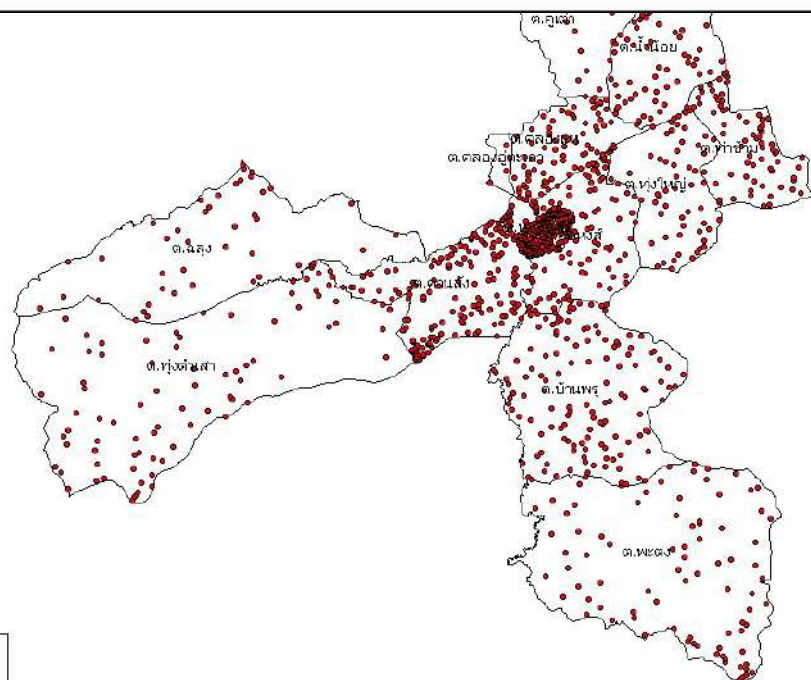 ต.คูเต่า
ต.น้ำน้อย
ต.คลองแห
ต.ท่าข้าม
ต.คลองอู่ตะเภา
ต.ทุ่งใหญ่
ต.ฉลุง
ต.ควนลัง
ต.ทุ่งตำเสา
ต.บ้านพรุ
ต.พะตง